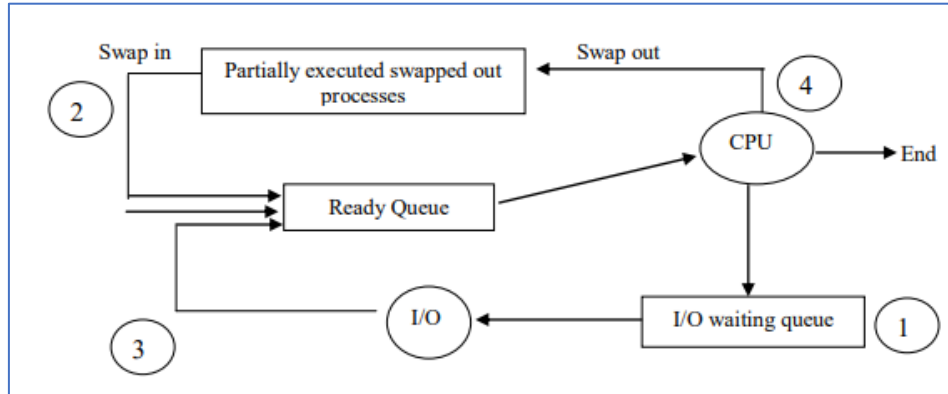 Swap in
Swap out
Partially executed swapped out
processes
4
2
CPU
End
Ready Queue
I/O
I/O waiting queue
1
3